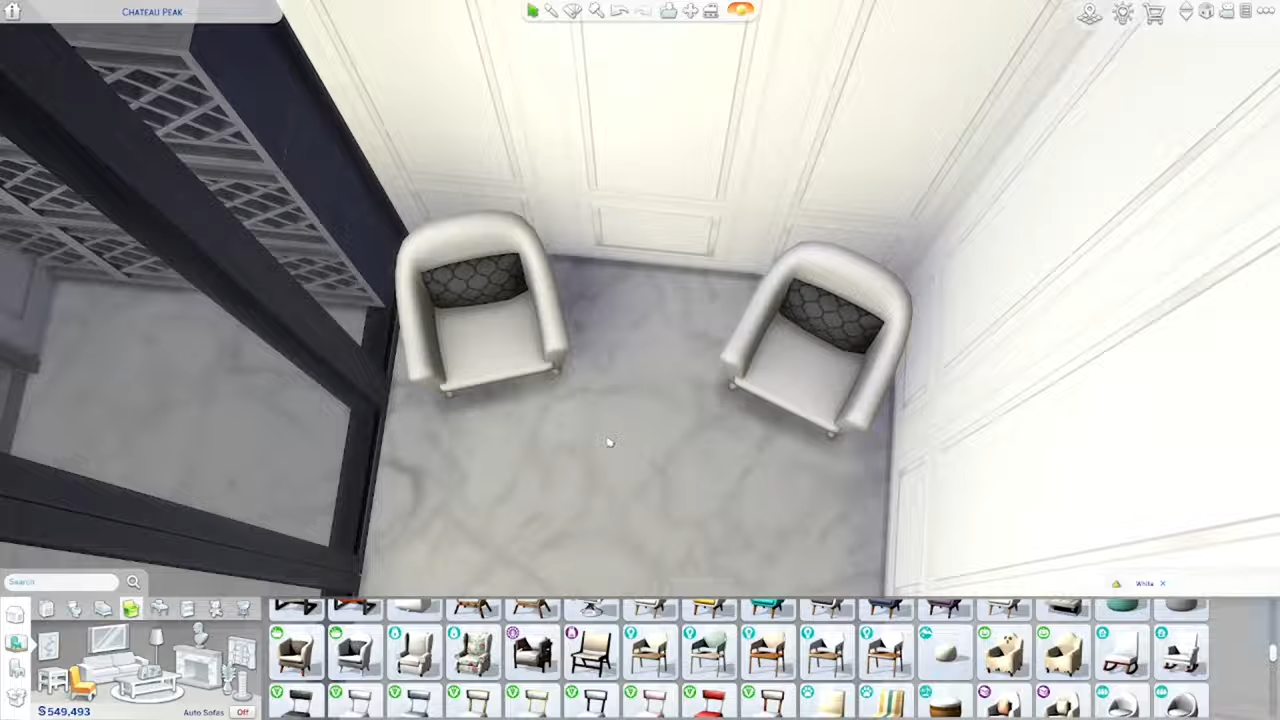 CHATEAU PEAK
Search
White
$549,493
Auto Sofas
Off